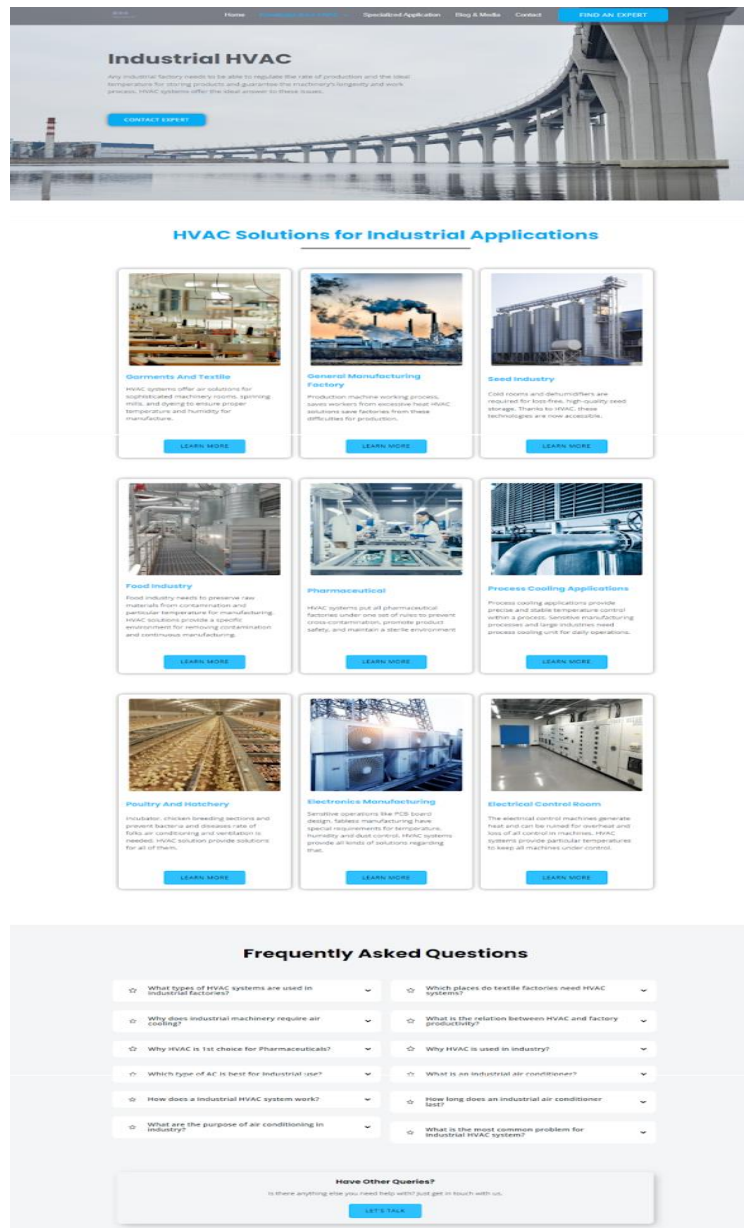 Home
Specialized Application
Blog & Media
Contact
FIND AN EXPERT
Industrial HVAC
Any industrial factory needs to be able to regulate the rate of production and the ideal
temperature for storing products and guarantee the machinery's longevity and work
process. HVAC systems offer the ideal answer to these issues.
CONTACT EXPERT
HVAC Solutions for Industrial Applications
Garments And Textile
HVAC systems offer air solutions for
sophisticated machinery rooms, spinning
mills, and dyeing to ensure proper
temperature and humidity for
manufacture.
LEARN MORE
General Manufacturing
Factory
Production machine working process,
saves workers from excessive heat HVAC
solutions save factories from these
difficulties for production.
LEARN MORE
Seed Industry
Cold rooms and dehumidifiers are
required for loss-free, high-quality seed
storage. Thanks to HVAC, these
technologies are now accessible.
LEARN MORE
Food Industry
Food industry needs to preserve raw
materials from contamination and
particular temperature for manufacturing.
HVAC solutions provide a specific
environment for removing contamination
and continuous manufacturing.
LEARN MORE
Pharmaceutical
HVAC systems put all pharmaceutical
factories under one set of rules to prevent
cross-contamination, promote product
safety, and maintain a sterile environment
LEARN MORE
Process Cooling Applications
Process cooling applications provide
precise and stable temperature control
within a process. Sensitive manufacturing
processes and large industries need
process cooling unit for daily operations.
LEARN MORE
Poultry And Hatchery
Incubator, chicken breeding sections and
prevent bacteria and diseases rate of
folks air conditioning and ventilation is
needed. HVAC solution provide solutions
for all of them.
LEARN MORE
Electronics Manufacturing
Sensitive operations like PCB board
design, fabless manufacturing have
special requirements for temperature,
humidity and dust control. HVAC systems
provide all kinds of solutions regarding
that.
LEARN MORE
Electrical Control Room
The electrical control machines generate
heat and can be ruined for overheat and
loss of all control in machines. HVAC
systems provide particular temperatures
to keep all machines under control.
LEARN MORE
Frequently Asked Questions
What types of HVAC systems are used in
industrial factories?
Which places do textile factories need HVAC
systems?
Why does industrial machinery require air
cooling?
What is the relation between HVAC and factory
productivity?
Why HVAC is 1st choice for Pharmaceuticals?
Why HVAC is used in industry?
Which type of AC is best for Industrial use?
What is an industrial air conditioner?
How does a industrial HVAC system work?
How long does an industrial air conditioner
last?
What are the purpose of air conditioning in
industry?
What is the most common problem for
industrial HVAC system?
Have Other Queries?
Is there anything else you need help with? Just get in touch with us.
LET'S TALK